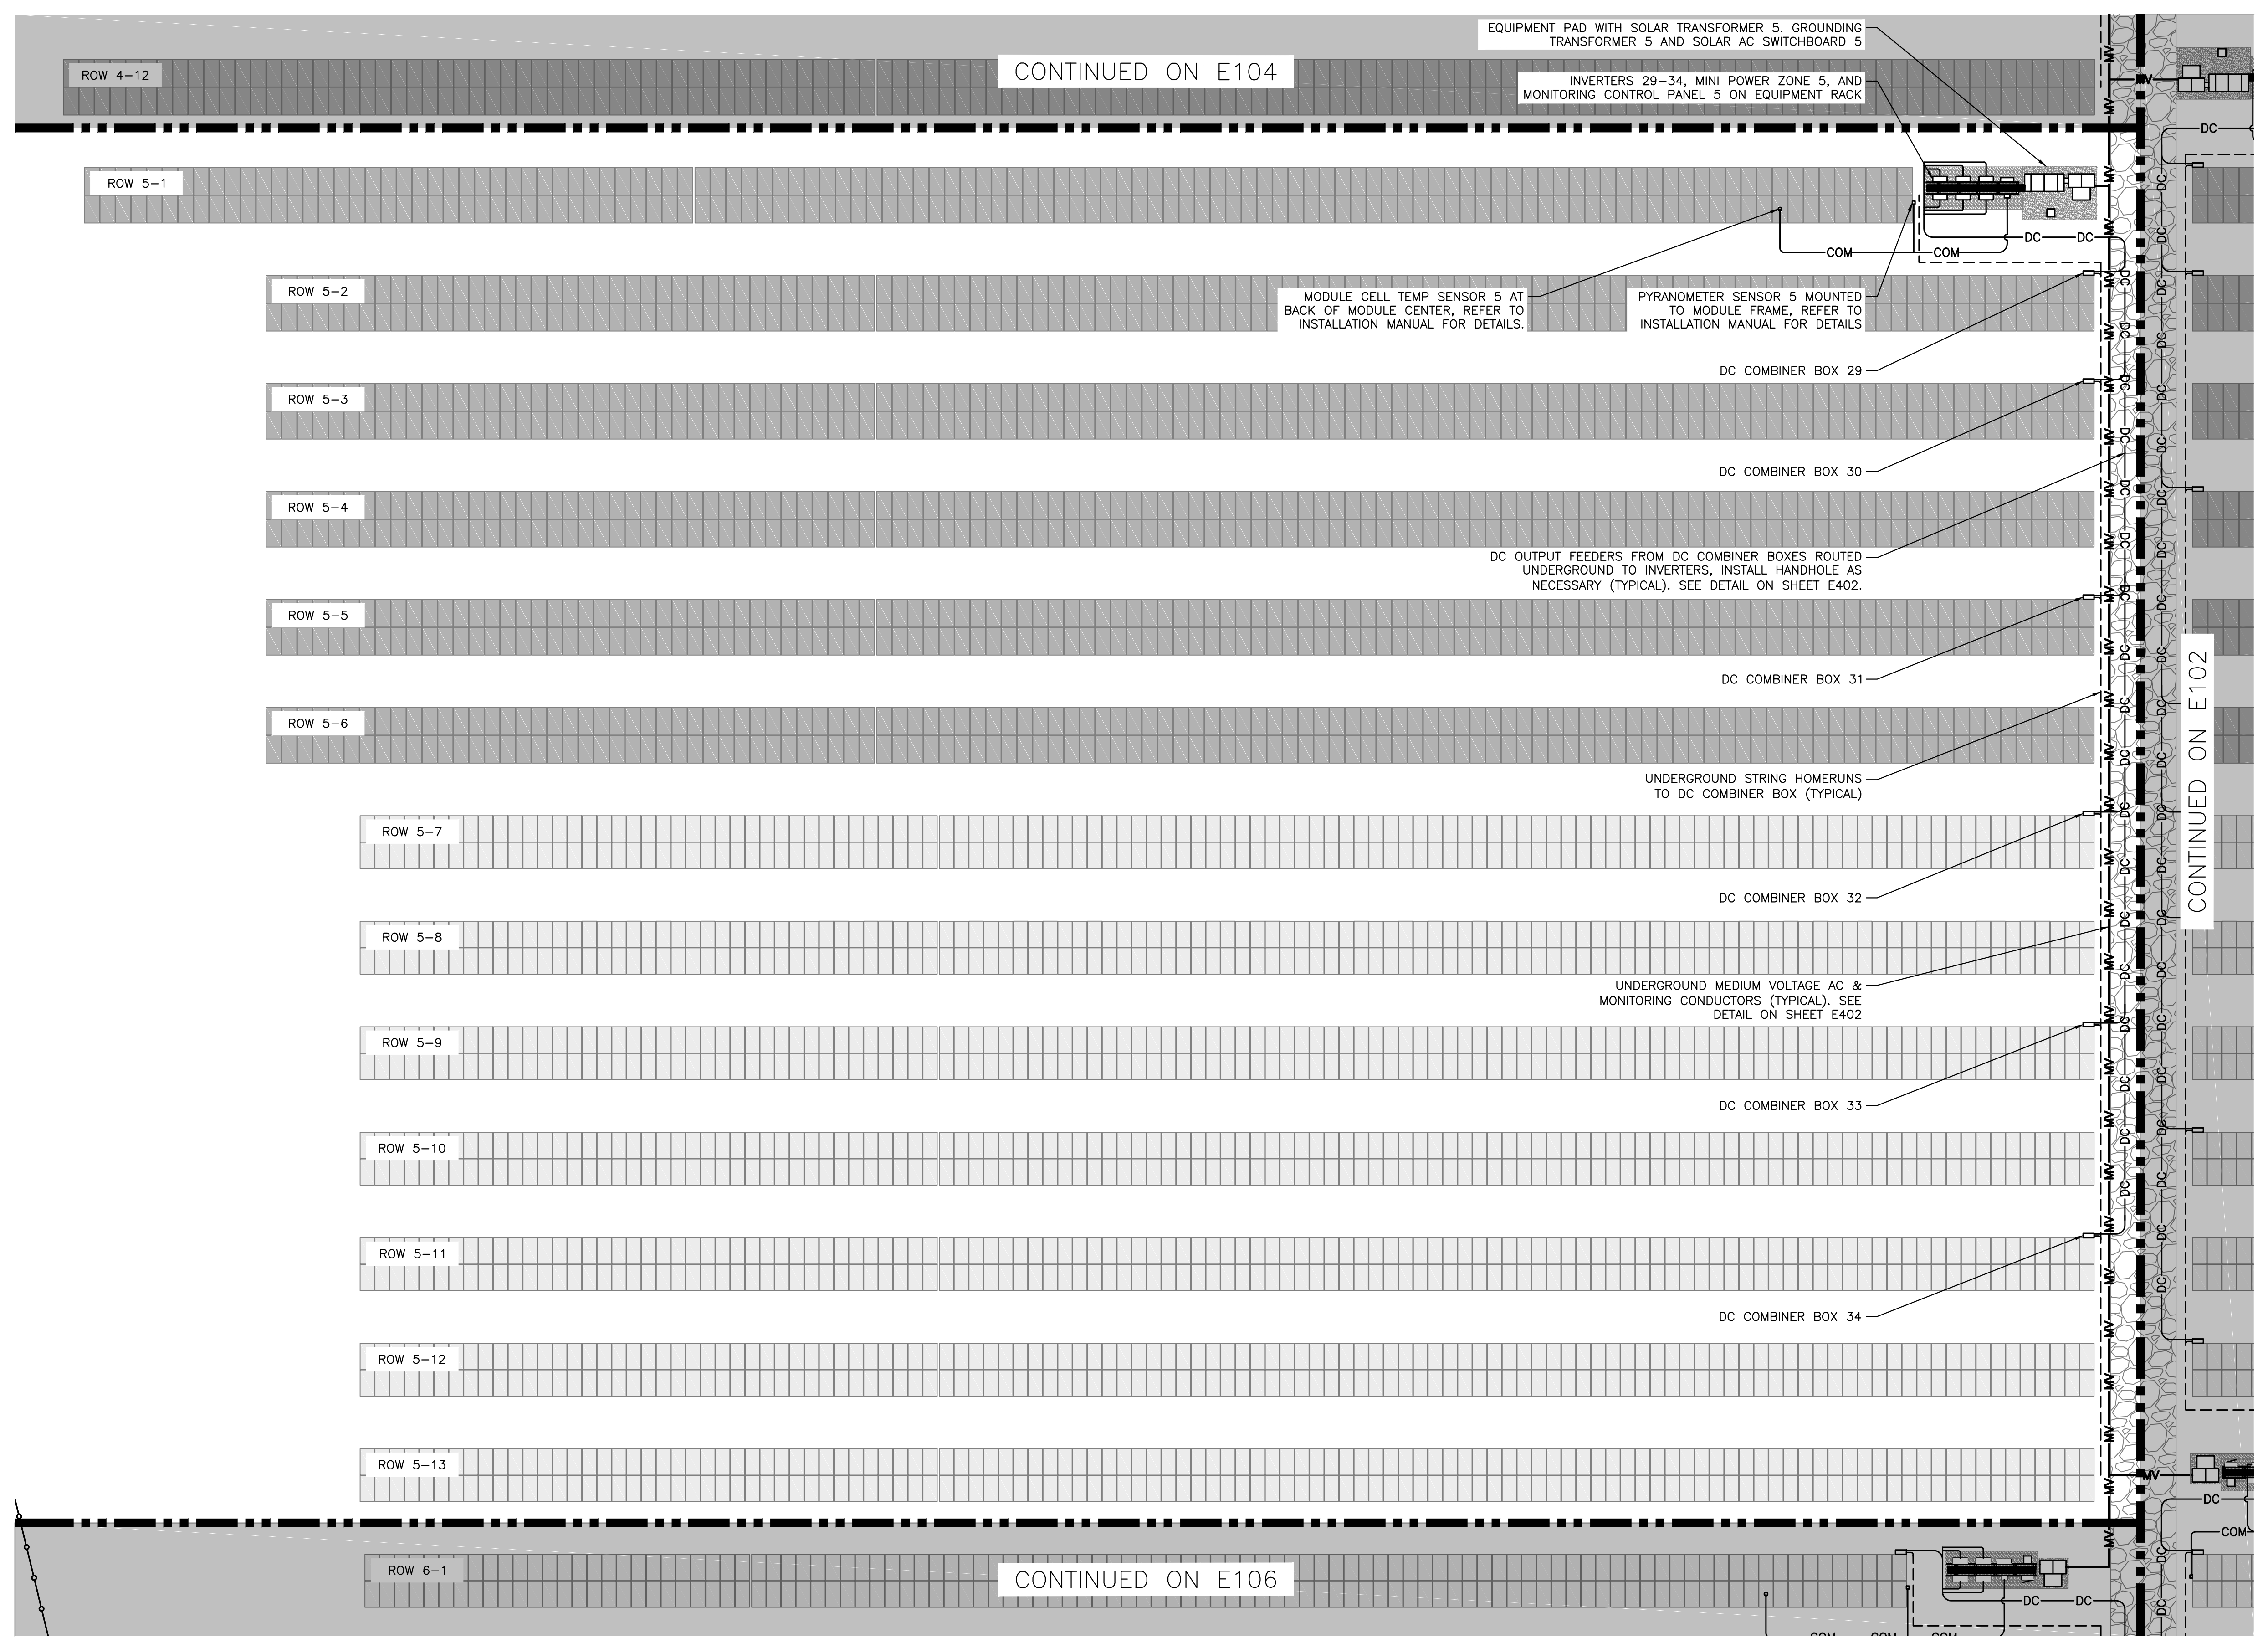 EQUIPMENT PAD WITH SOLAR TRANSFORMER 5. GROUNDING
TRANSFORMER 5 AND SOLAR AC SWITCHBOARD 5
ROW 4-12
CONTINUED ON E104
INVERTERS 29-34, MINI POWER ZONE 5, AND
MONITORING CONTROL PANEL 5 ON EQUIPMENT RACK
MV
DC
ROW 5-1
COM
COM
DC
DC
ROW 5-2
MODULE CELL TEMP SENSOR 5 AT
BACK OF MODULE CENTER, REFER TO
INSTALLATION MANUAL FOR DETAILS.
PYRANOMETER SENSOR 5 MOUNTED
TO MODULE FRAME, REFER TO
INSTALLATION MANUAL FOR DETAILS
DC COMBINER BOX 29
ROW 5-3
DC COMBINER BOX 30
ROW 5-4
DC OUTPUT FEEDERS FROM DC COMBINER BOXES ROUTED
UNDERGROUND TO INVERTERS, INSTALL HANDHOLE AS
NECESSARY (TYPICAL). SEE DETAIL ON SHEET E402.
ROW 5-5
DC COMBINER BOX 31
CONTINUED ON E102
ROW 5-6
UNDERGROUND STRING HOMERUNS
TO DC COMBINER BOX (TYPICAL)
ROW 5-7
DC COMBINER BOX 32
ROW 5-8
UNDERGROUND MEDIUM VOLTAGE AC &
MONITORING CONDUCTORS (TYPICAL). SEE
DETAIL ON SHEET E402
ROW 5-9
DC COMBINER BOX 33
ROW 5-10
ROW 5-11
DC COMBINER BOX 34
ROW 5-12
ROW 5-13
MV
DC
COM
ROW 6-1
CONTINUED ON E106
DC
DC